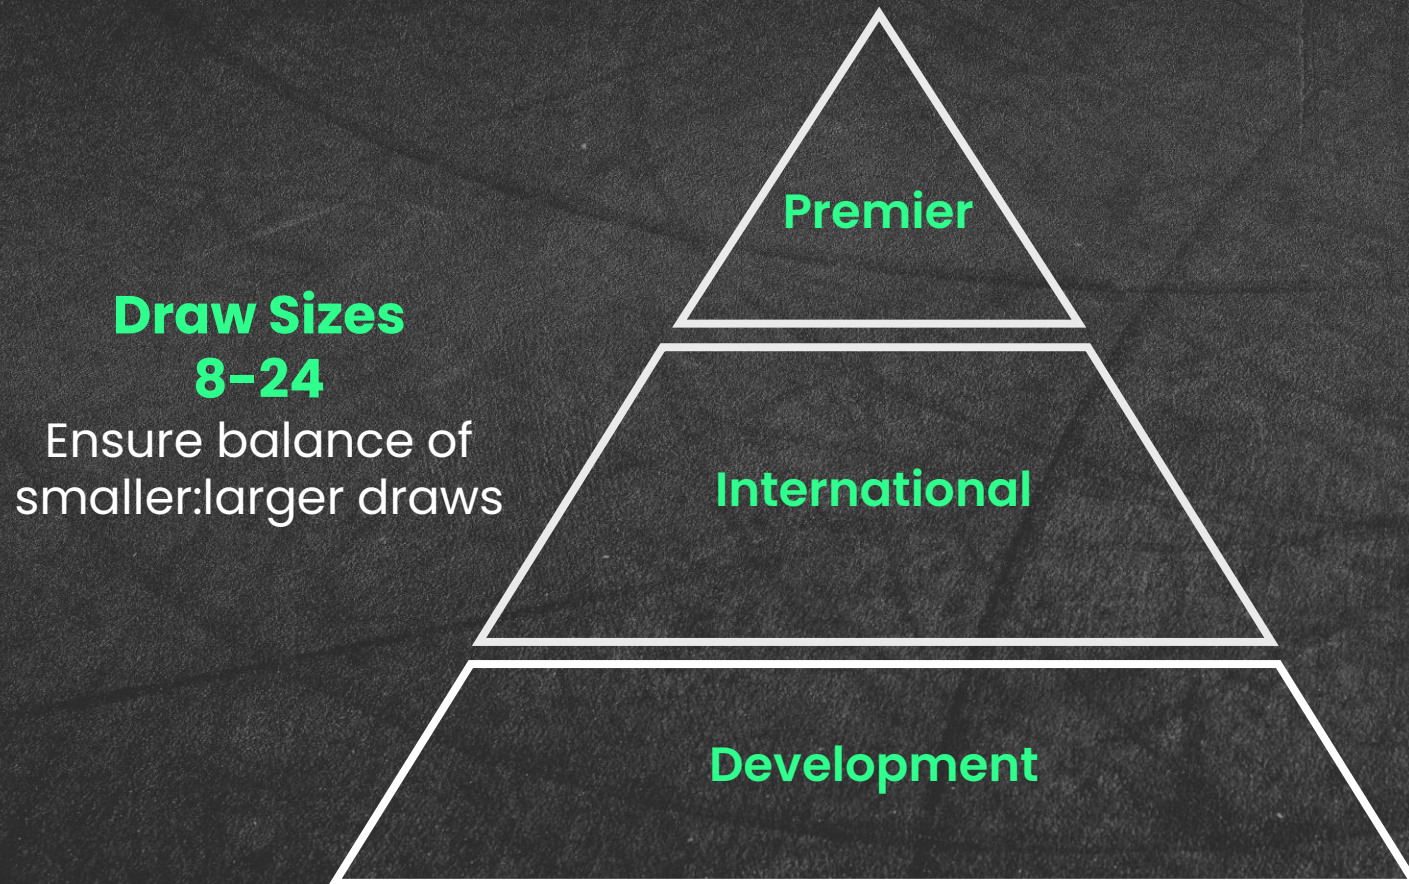 Premier
Draw Sizes
8-24
Ensure balance of
smaller:larger draws
International
Development